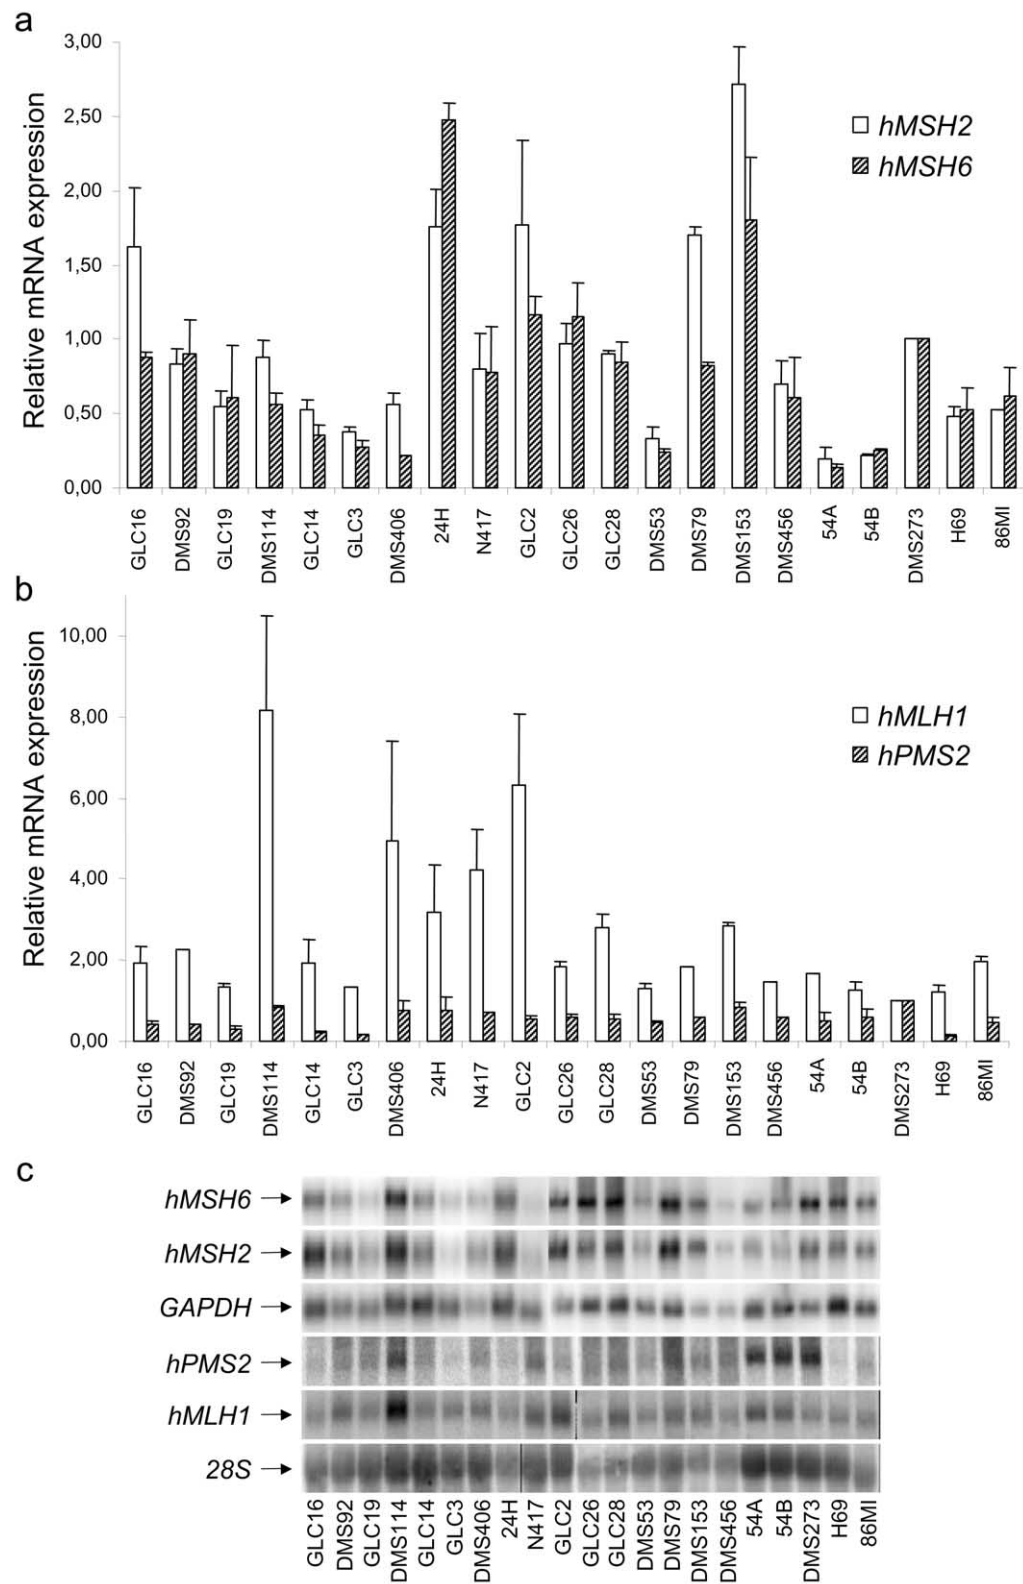 a
3,00
2,50
2,00
1,50
1,00
0,50
0,00
Relative mRNA expression
hMSH2
hMSH6
GLC16 DMS92 GLC19 DMS114 GLC14 GLC3 DMS406 24H N417 GLC2 GLC26 GLC28 DMS53 DMS79 DMS153 DMS456 54A 54B DMS273 H69 86MI
b
10,00
8,00
6,00
4,00
2,00
0,00
Relative mRNA expression
hMLH1
hPMS2
GLC16 DMS92 GLC19 DMS114 GLC14 GLC3 DMS406 24H N417 GLC2 GLC26 GLC28 DMS53 DMS79 DMS153 DMS456 54A 54B DMS273 H69 86MI
c
hMSH6
hMSH2
GAPDH
hPMS2
hMLH1
28S
GLC16 DMS92 GLC19 DMS114 GLC14 GLC3 DMS406 24H N417 GLC2 GLC26 GLC28 DMS53 DMS79 DMS153 DMS456 54A 54B DMS273 H69 86MI